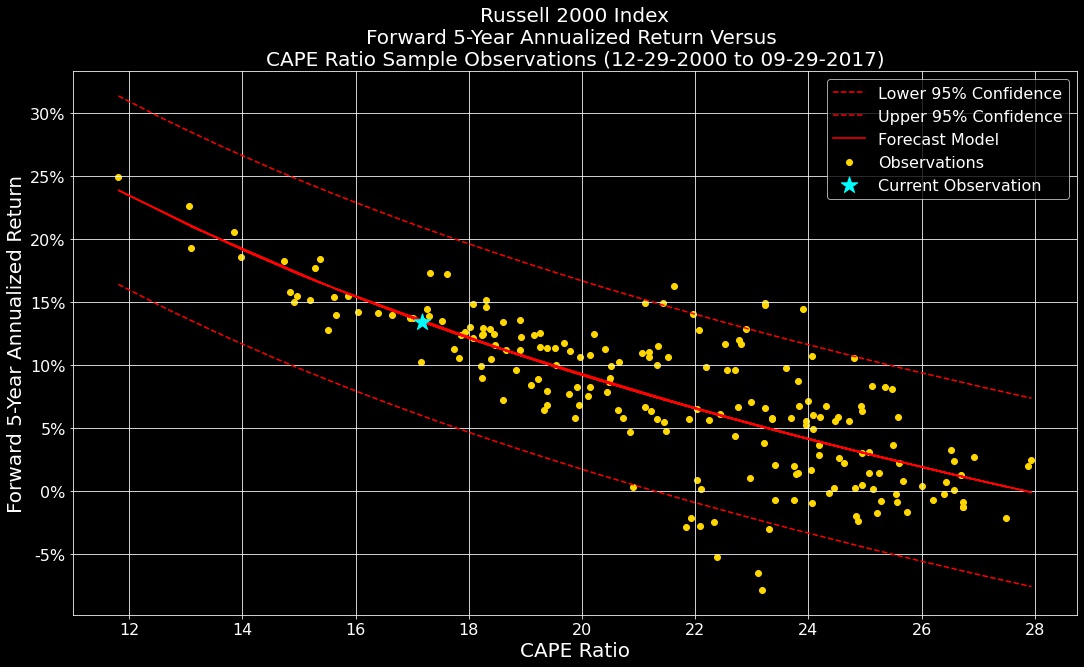 Russell 2000 Index
Forward 5-Year Annualized Return Versus
CAPE Ratio Sample Observations (12-29-2000 to 09-29-2017)
Lower 95% Confidence
Upper 95% Confidence
Forecast Model
Observations
Current Observation
Forward 5-Year Annualized Return
30%
25%
20%
15%
10%
5%
0%
-5%
12 14 16 18 20 22 24 26 28
CAPE Ratio